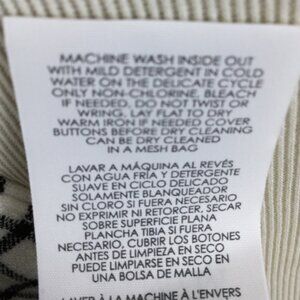 MACHINE WASH INSIDE OUT
WITH MILD DETERGENT IN COLD
WATER ON THE DELICATE CYCLE
ONLY NON-CHLORINE. BLEACH
IF NEEDED. DO NOT TWIST OR
WRING. LAY FLAT TO DRY
WARM IRON IF NEEDED COVER
BUTTONS BEFORE DRY CLEANING
CAN BE DRY CLEANED
IN A MESH BAG
LAVAR A MÁQUINA AL REVÉS
CON AGUA FRÍA Y DETERGENTE
SUAVE EN CICLO DELICADO
SOLAMENTE BLANQUEADOR
SIN CLORO SI FUERA NECESARIO
NO EXPRIMIR NI RETORCER, SECAR
SOBRE SUPERFICIE PLANA
PLANCHA TIBIA SI FUERA
NECESARIO, CUBRIR LOS BOTONES
ANTES DE LIMPIEZA EN SECO
PUEDE LIMPIARSE EN SECO EN
UNA BOLSA DE MALLA
LAVER À LA MACHINE À L'ENVERS